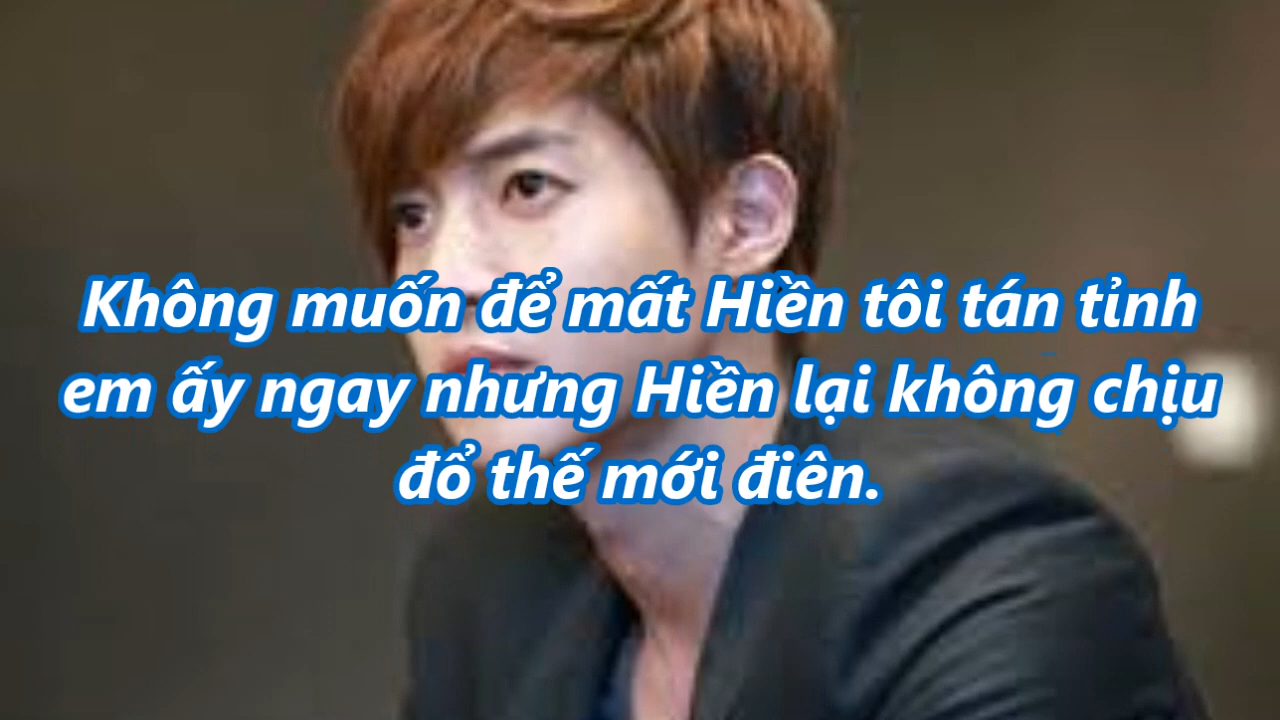 Không muốn để mất Hiền tôi tán tỉnh
em ấy ngay nhưng Hiền lại không chịu
đổ thế mới điên.